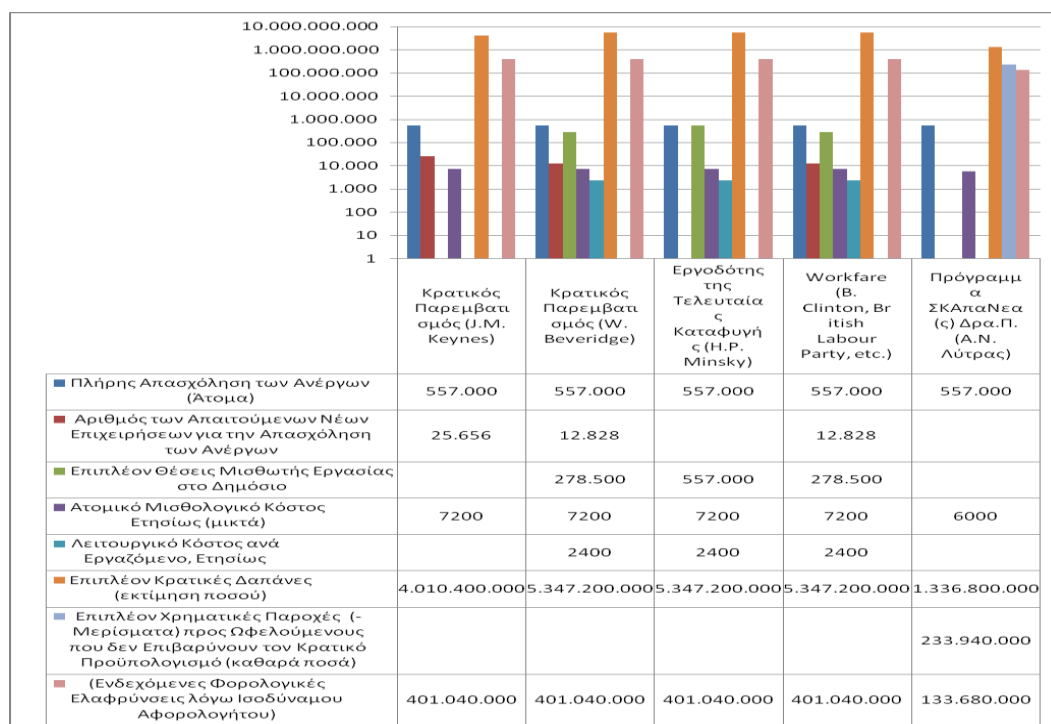 10.000.000.000
1.000.000.000
100.000.000
10.000.000
1.000.000
100.000
10.000
1.000
100
10
1
Κρατικός
Παρεμβατι
σμός (J.M.
Keynes)
Κρατικός
Παρεμβατι
σμός (W.
Beveridge)
Εργοδότης
της
Τελευταία
ς
Καταφυγή
ς (H.P.
Minsky)
Workfare
(B.
Clinton, Br
itish
Labour
Party, etc.)
Πρόγραμμ
α
ΣΚΑπαΝεα
(ς) Δρα.Π.
(Α.Ν.
Λύτρας)
Πλήρης Απασχόληση των Ανέργων
(Άτομα)
557.000 557.000 557.000 557.000 557.000
Αριθμός των Απαιτούμενων Νέων
Επιχειρήσεων για την Απασχόληση
των Ανέργων
25.656 12.828 12.828
Επιπλέον Θέσεις Μισθωτής Εργασίας
στο Δημόσιο
278.500 557.000 278.500
Ατομικό Μισθολογικό Κόστος
Ετησίως (μικτά)
7200 7200 7200 7200 6000
Λειτουργικό Κόστος ανά
Εργαζόμενο, Ετησίως
2400 2400 2400
Επιπλέον Κρατικές Δαπάνες
(εκτίμηση ποσού)
4.010.400.000 5.347.200.000 5.347.200.000 5.347.200.000 1.336.800.000
Επιπλέον Χρηματικές Παροχές (-
Μερίσματα) προς Ωφελούμενους
που δεν Επιβαρύνουν τον Κρατικό
Προϋπολογισμό (καθαρά ποσά)
233.940.000
(Ενδεχόμενες Φορολογικές
Ελαφρύνσεις λόγω Ισοδύναμου
Αφορολογήτου)
401.040.000 401.040.000 401.040.000 401.040.000 133.680.000